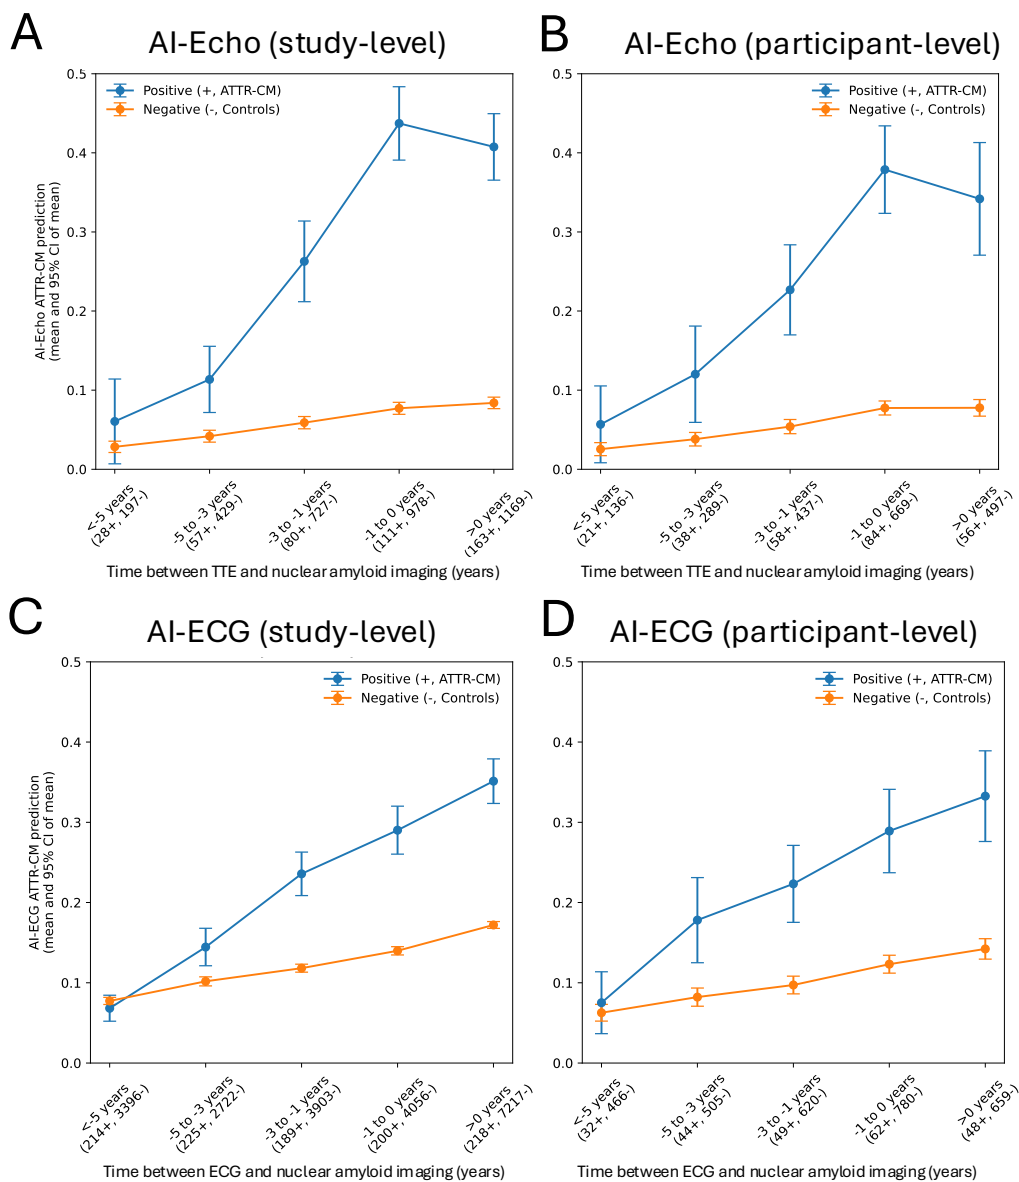 A
AI-Echo (study-level)
0.5
0.4
0.3
0.2
0.1
0.0
AI-Echo ATTR-CM prediction
(mean and 95% CI of mean)
Positive (+, ATTR-CM)
Negative (-, Controls)
<-5 years
(28+, 197-)
-5 to -3 years
(57+, 429-)
-3 to -1 years
(80+, 727-)
-1 to 0 years
(111+, 978-)
>0 years
(163+, 1169-)
Time between TTE and nuclear amyloid imaging (years)
B
AI-Echo (participant-level)
0.5
0.4
0.3
0.2
0.1
0.0
Positive (+, ATTR-CM)
Negative (-, Controls)
<-5 years
(21+, 136-)
-5 to -3 years
(38+, 289-)
-3 to -1 years
(58+, 437-)
-1 to 0 years
(84+, 669-)
>0 years
(56+, 497-)
Time between TTE and nuclear amyloid imaging (years)
C
AI-ECG (study-level)
0.5
0.4
0.3
0.2
0.1
0.0
AI-ECG ATTR-CM prediction
(mean and 95% CI of mean)
Positive (+, ATTR-CM)
Negative (-, Controls)
<-5 years
(214+, 3396-)
-5 to -3 years
(225+, 2722-)
-3 to -1 years
(189+, 3903-)
-1 to 0 years
(200+, 4056-)
>0 years
(218+, 7217-)
Time between ECG and nuclear amyloid imaging (years)
D
AI-ECG (participant-level)
0.5
0.4
0.3
0.2
0.1
0.0
Positive (+, ATTR-CM)
Negative (-, Controls)
<-5 years
(32+, 466-)
-5 to -3 years
(44+, 505-)
-3 to -1 years
(49+, 620-)
-1 to 0 years
(62+, 780-)
>0 years
(48+, 659-)
Time between ECG and nuclear amyloid imaging (years)